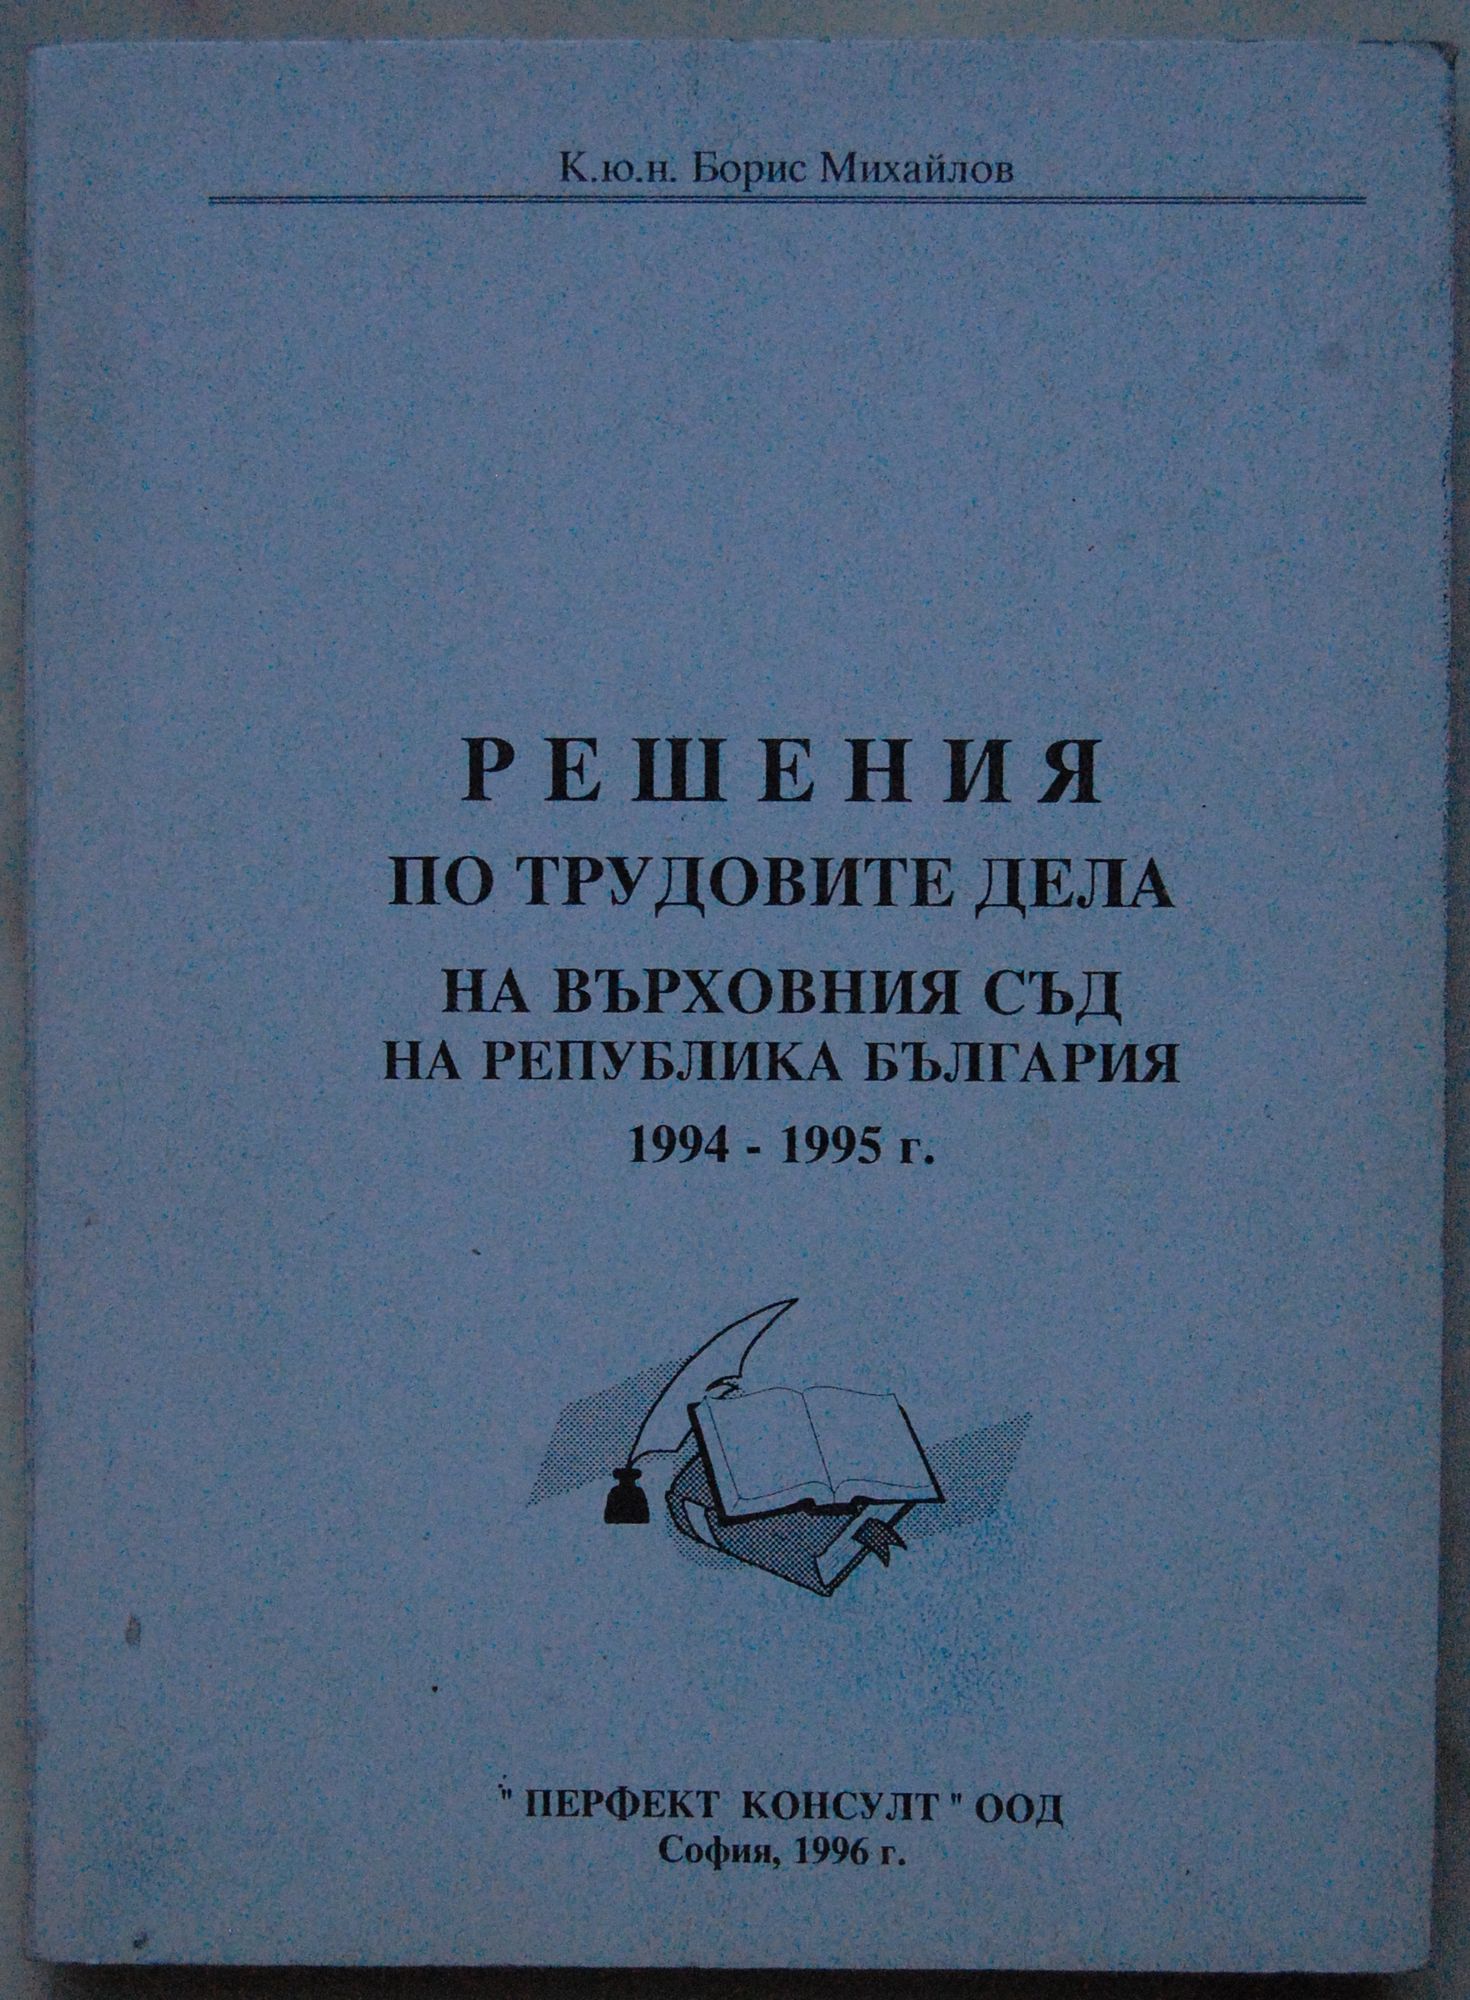 К.ю.н. Борис Михайлов
РЕШЕНИЯ
ПО ТРУДОВИТЕ ДЕЛА
НА ВЪРХОВНИЯ СЪД
НА РЕПУБЛИКА БЪЛГАРИЯ
1994 - 1995 г.
" ПЕРФЕКТ КОНСУЛТ " ООД
София, 1996 г.